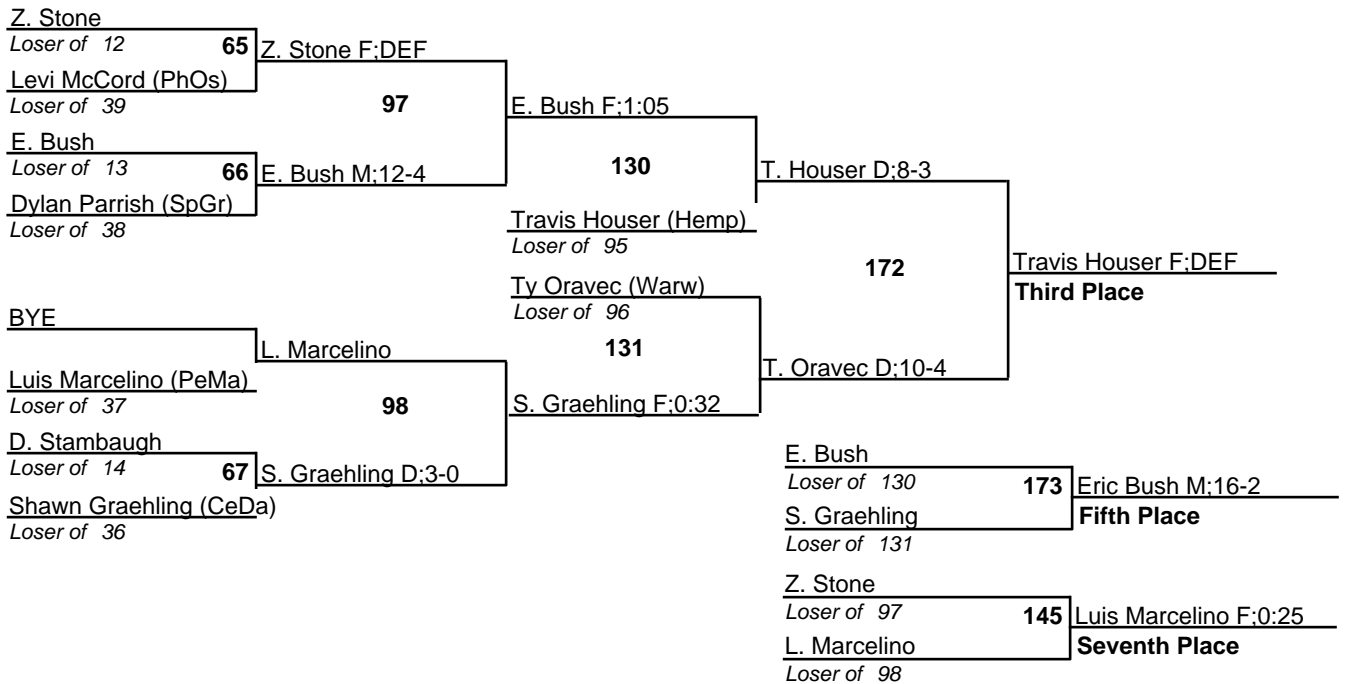 Z. Stone
Loser of 12
65
Z. Stone F;DEF
Levi McCord (PhOs)
Loser of 39
97
E. Bush F;1:05
E. Bush
Loser of 13
66
E. Bush M;12-4
130
T. Houser D;8-3
Dylan Parrish (SpGr)
Loser of 38
Travis Houser (Hemp)
Loser of 95
172
Travis Houser F;DEF
Third Place
Ty Oravec (Warw)
Loser of 96
BYE
L. Marcelino
131
T. Oravec D;10-4
Luis Marcelino (PeMa)
Loser of 37
98
S. Graehling F;0:32
D. Stambaugh
Loser of 14
67
S. Graehling D;3-0
Shawn Graehling (CeDa)
Loser of 36
E. Bush
Loser of 130
173
Eric Bush M;16-2
Fifth Place
S. Graehling
Loser of 131
Z. Stone
Loser of 97
145
Luis Marcelino F;0:25
Seventh Place
L. Marcelino
Loser of 98